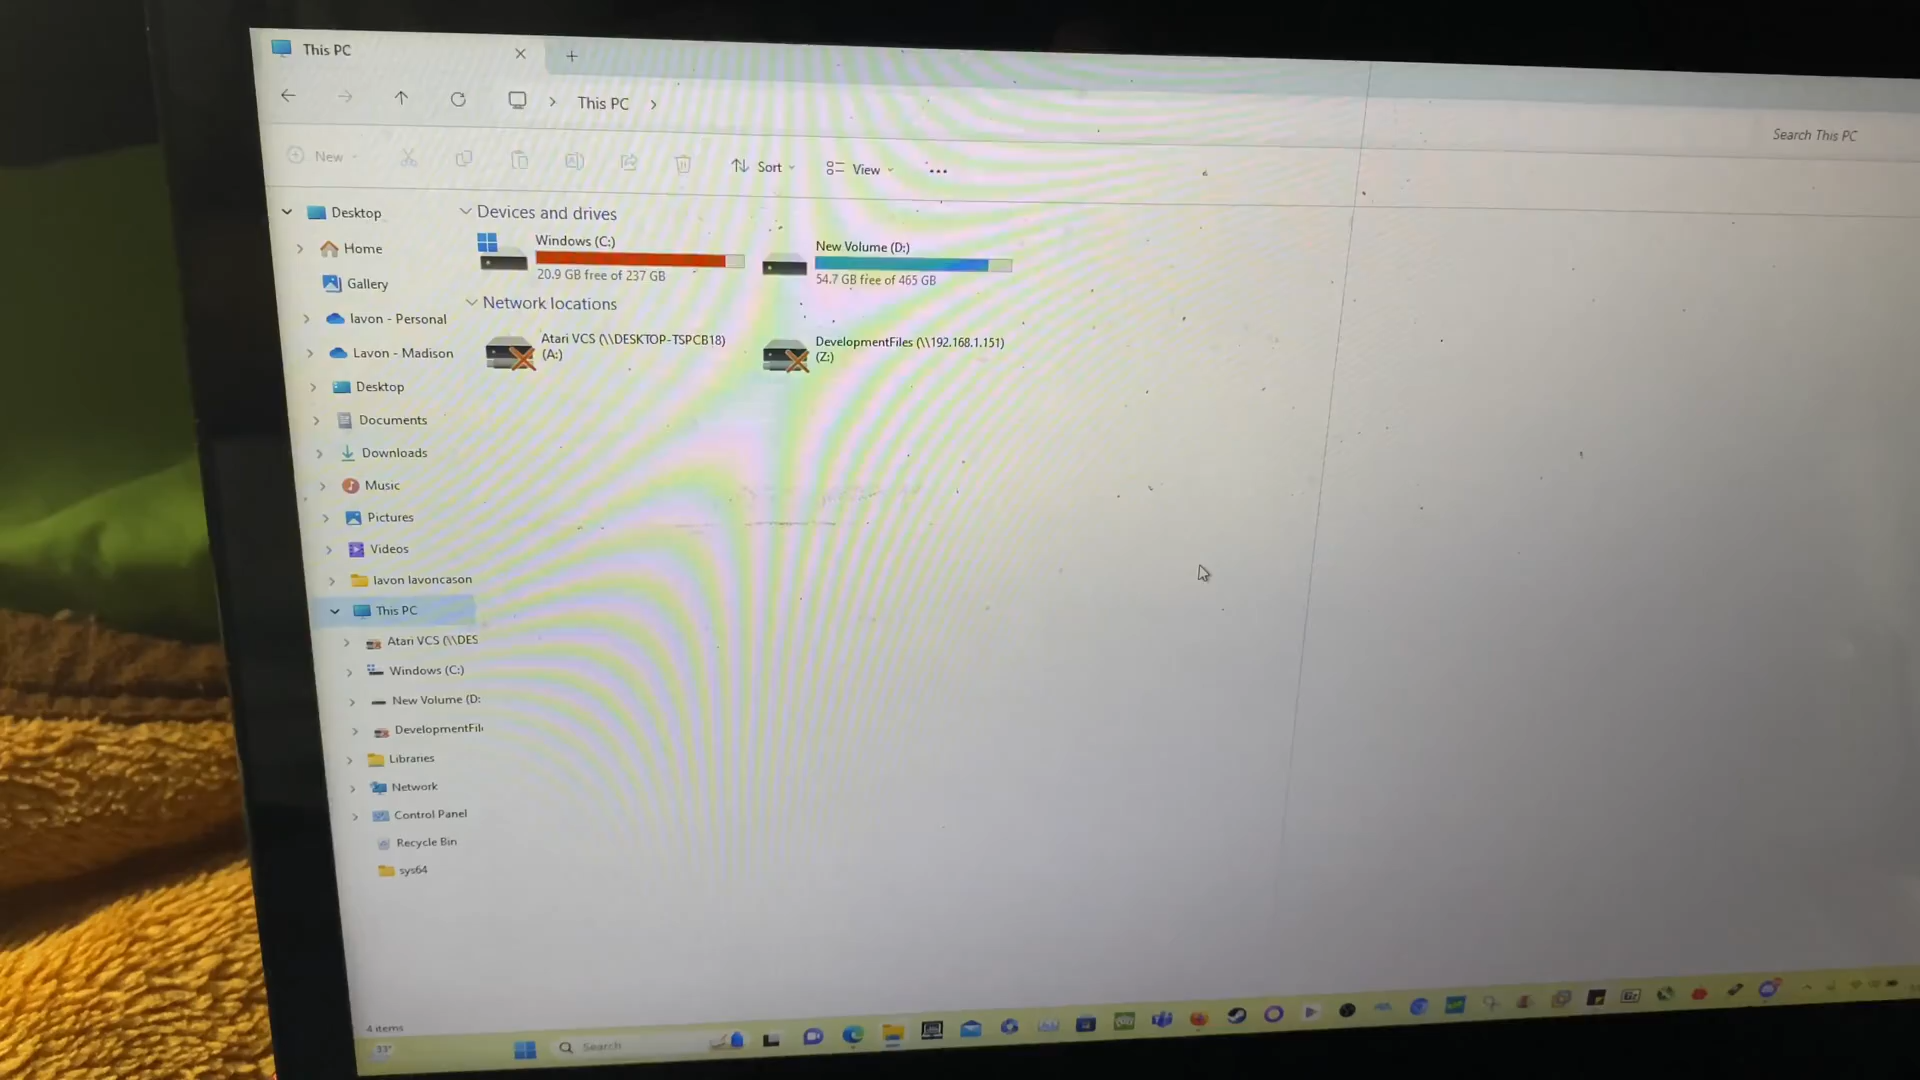 This PC
This PC
Search This PC
New
Sort
View
Desktop
Home
Gallery
lavon - Personal
Lavon - Madison
Desktop
Documents
Downloads
Music
Pictures
Videos
lavon lavoncason
This PC
Atari VCS (\\DES
Windows (C:)
New Volume (D:
DevelopmentFil
Libraries
Network
Control Panel
Recycle Bin
sys64
Devices and drives
Windows (C:)
20.9 GB free of 237 GB
New Volume (D:)
54.7 GB free of 465 GB
Network locations
Atari VCS (\\DESKTOP-TSPCB18)
(A:)
DevelopmentFiles (\\192.168.1.151)
(Z:)
4 items
33°
Search